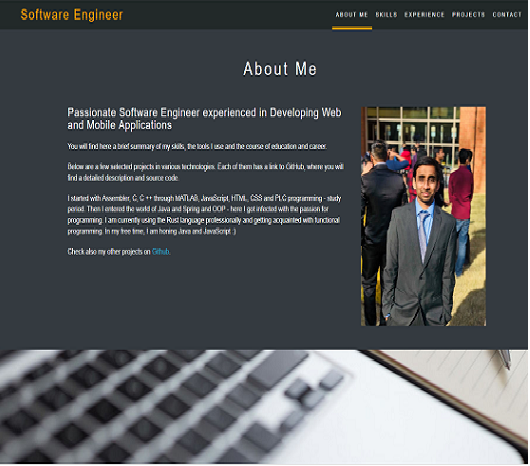 Software Engineer
ABOUT ME SKILLS EXPERIENCE PROJECTS CONTACT
About Me
Passionate Software Engineer experienced in Developing Web
and Mobile Applications
You will find here a brief summary of my skills, the tools I use and the course of education and career.
Below are a few selected projects in various technologies. Each of them has a link to GitHub, where you will
find a detailed description and source code.
I started with Assembler, C, C ++ through MATLAB, JavaScript, HTML, CSS and PLC programming - study
period. Then I entered the world of Java and Spring and OOP - here I get infected with the passion for
programming. I am currently using the Rust language professionally and getting acquainted with functional
programming. In my free time, I am honing Java and JavaScript :)
Check also my other projects on Github.